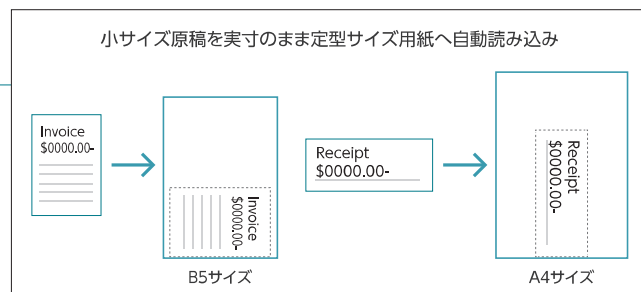 小サイズ原稿を実寸のまま定型サイズ用紙へ自動読み込み
Invoice
$0000.00-
Invoice
$0000.00-
B5サイズ
Receipt
$0000.00-
Receipt
$0000.00-
A4サイズ